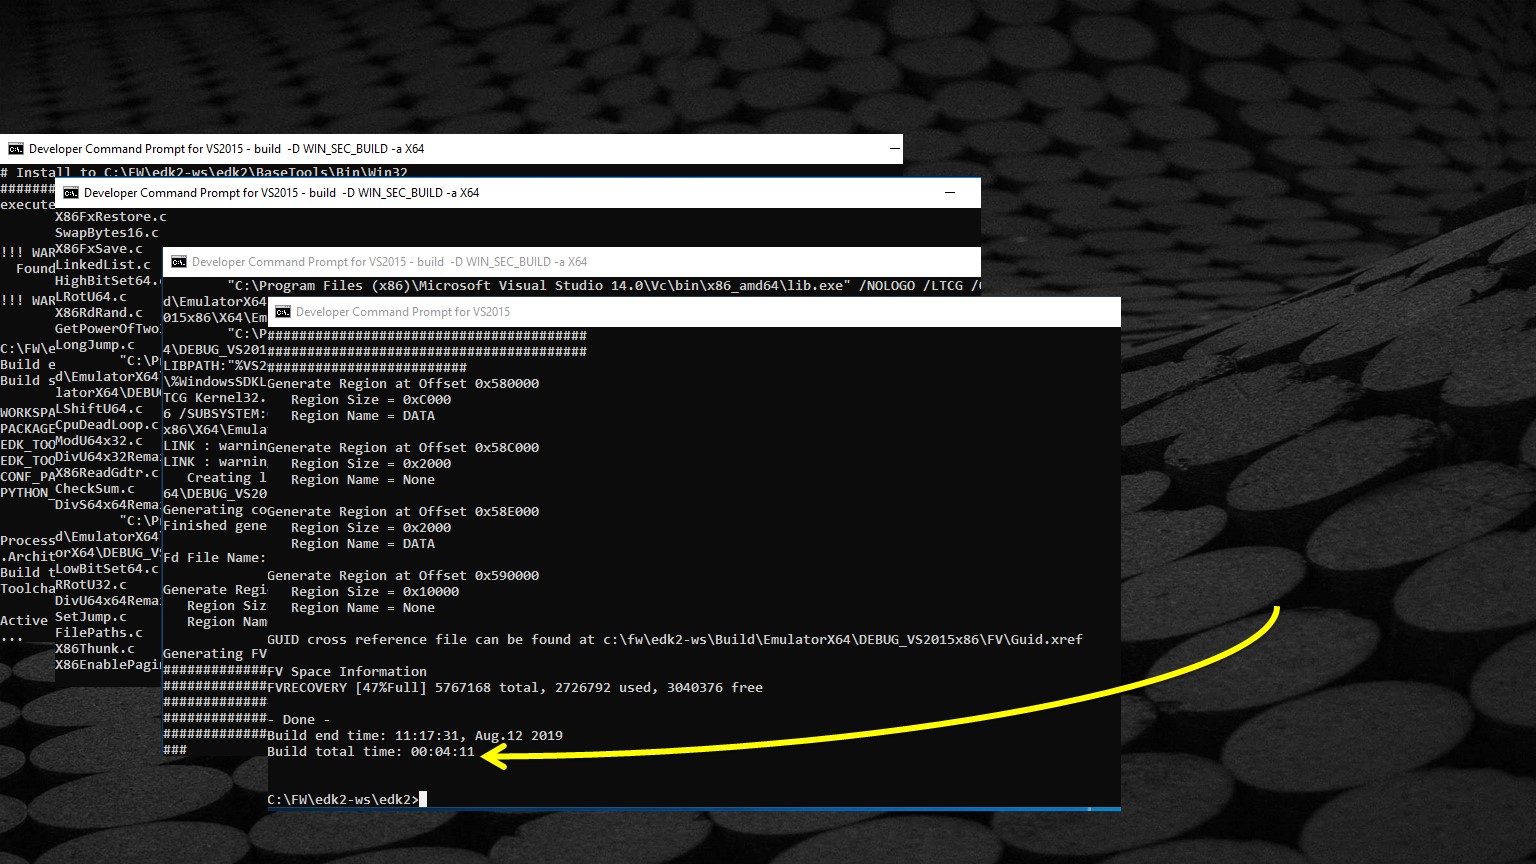 Developer Command Prompt for VS2015 - build  -D WIN_SEC_BUILD -a X64
# Install to C:\FW\edk2-ws\edk2\BaseTools\Bin\Win32
#######
execute
!!! WAR
Found
!!! WAR
C:\FW\e
Build e
Build s
WORKSPA
PACKAGE
EDK_TOO
EDK_TOO
CONF_PA
PYTHON_
Process
.Archit
Build t
Toolcha
Active
...
Developer Command Prompt for VS2015 - build  -D WIN_SEC_BUILD -a X64
X86FxRestore.c
SwapBytes16.c
X86FxSave.c
LinkedList.c
HighBitSet64.
LRotU64.c
X86RdRand.c
GetPowerOfTwo
LongJump.c
"C:\P
d\EmulatorX64
latorX64\DEBU
LShiftU64.c
CpuDeadLoop.c
ModU64x32.c
DivU64x32Rema
X86ReadGdtr.c
CheckSum.c
DivS64x64Rema
"C:\P
d\EmulatorX64
orX64\DEBUG_V
LowBitSet64.c
RRotU32.c
DivU64x64Rema
SetJump.c
FilePaths.c
X86Thunk.c
X86EnablePagi
Developer Command Prompt for VS2015 - build  -D WIN_SEC_BUILD -a X64
"C:\Program Files (x86)\Microsoft Visual Studio 14.0\Vc\bin\x86_amd64\lib.exe" /NOLOGO /LTCG /
d\EmulatorX64
015x86\X64\Em
"C:\P
4\DEBUG_VS201
LIBPATH:"%VS2
\%WindowsSDKL
TCG Kernel32.
6 /SUBSYSTEM:
x86\X64\Emula
LINK : warnin
LINK : warnin
Creating l
64\DEBUG_VS20
Generating co
Finished gene
Fd File Name:
Generate Regi
Region Siz
Region Nam
Generating FV
#############
#############
#############
#############
#############
###
Developer Command Prompt for VS2015
########################################
########################################
#########################
Generate Region at Offset 0x580000
Region Size = 0xC000
Region Name = DATA
Generate Region at Offset 0x58C000
Region Size = 0x2000
Region Name = None
Generate Region at Offset 0x58E000
Region Size = 0x2000
Region Name = DATA
Generate Region at Offset 0x590000
Region Size = 0x10000
Region Name = None
GUID cross reference file can be found at c:\fw\edk2-ws\Build\EmulatorX64\DEBUG_VS2015x86\FV\Guid.xref
FV Space Information
FVRECOVERY [47%Full] 5767168 total, 2726792 used, 3040376 free
- Done -
Build end time: 11:17:31, Aug.12 2019
Build total time: 00:04:11
C:\FW\edk2-ws\edk2>